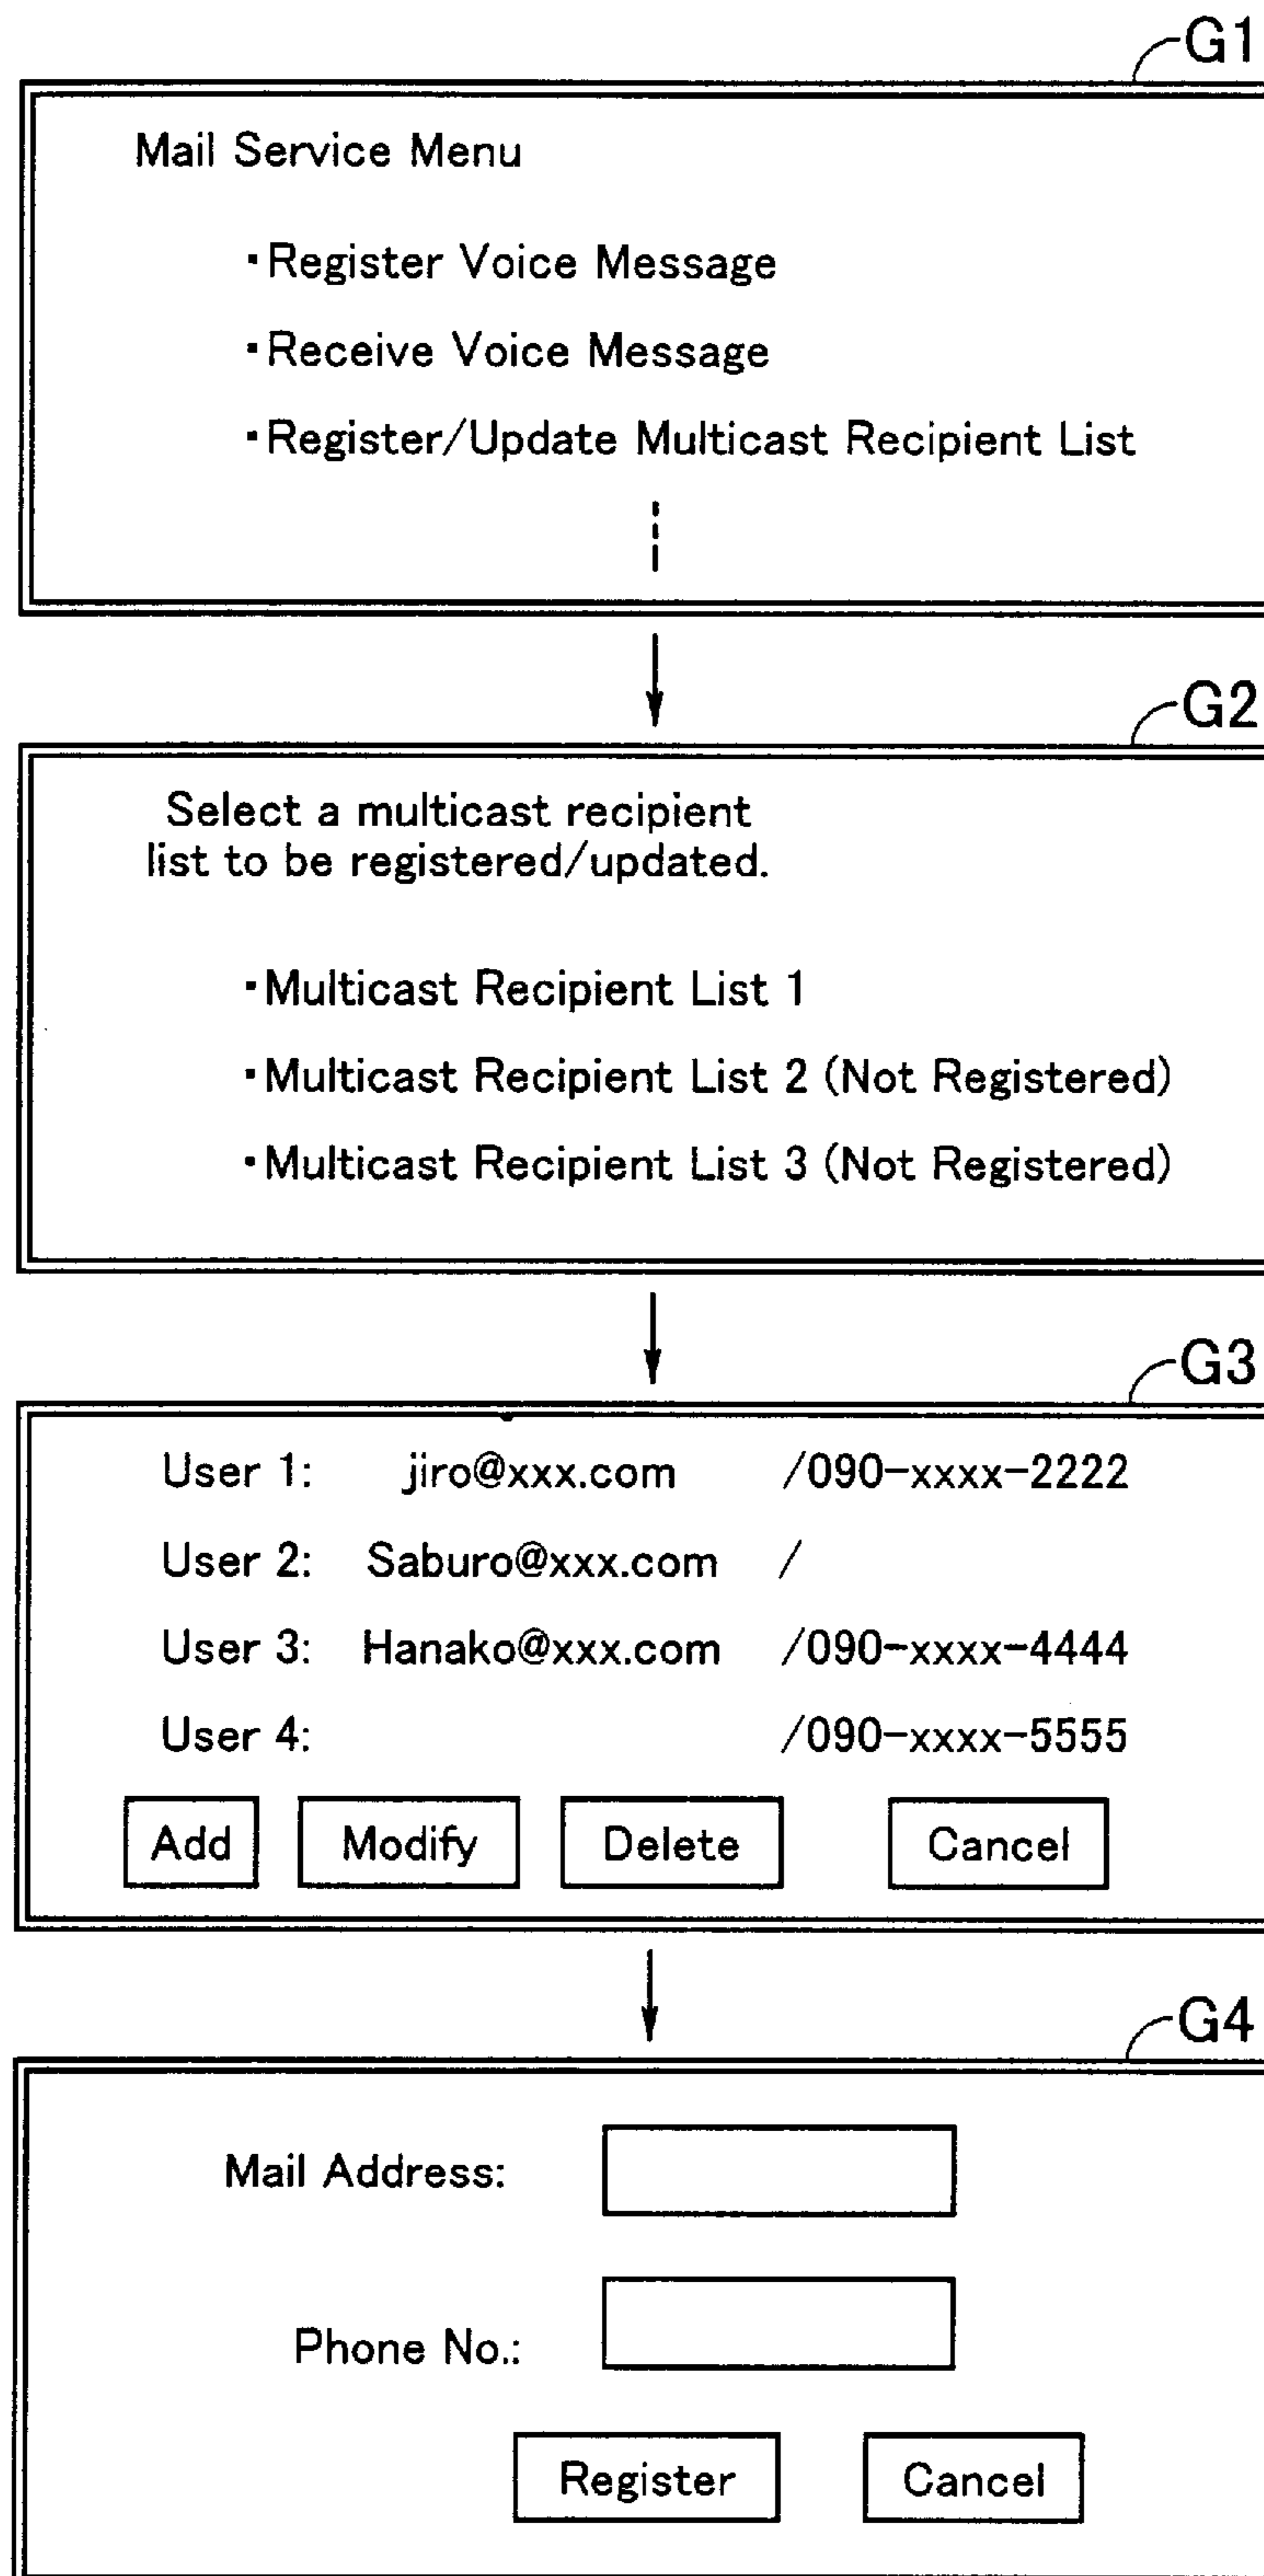 G1
Mail Service Menu
・Register Voice Message
・Receive Voice Message
・Register/Update Multicast Recipient List
G2
Select a multicast recipient
list to be registered/updated.
・Multicast Recipient List 1
・Multicast Recipient List 2 (Not Registered)
・Multicast Recipient List 3 (Not Registered)
G3
User 1: jiro@xxx.com /090-xxxx-2222
User 2: Saburo@xxx.com /
User 3: Hanako@xxx.com /090-xxxx-4444
User 4: /090-xxxx-5555
Add Modify Delete Cancel
G4
Mail Address:
Phone No.:
Register Cancel